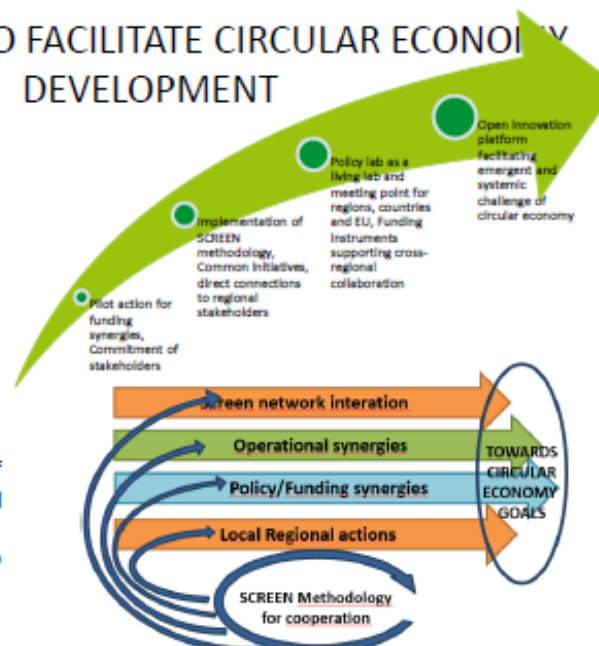 O FACILITATE CIRCULAR ECONOMY
DEVELOPMENT
Open innovation
platform
facilitating
emergent and
systemic
challenge of
circular economy
Policy lab as a
living lab and
meeting point for
regions, countries
and EU, Funding
Instruments
supporting cross-
regional
collaboration
Implementation of
SCREEN
methodology,
Common initiatives,
direct connections
to regional
stakeholders
Pilot action for
funding
synergies,
Commitment of
stakeholders
Screen network interation
Operational synergies
Policy/Funding synergies
Local Regional actions
TOWARDS
CIRCULAR
ECONOMY
GOALS
SCREEN Methodology
for cooperation